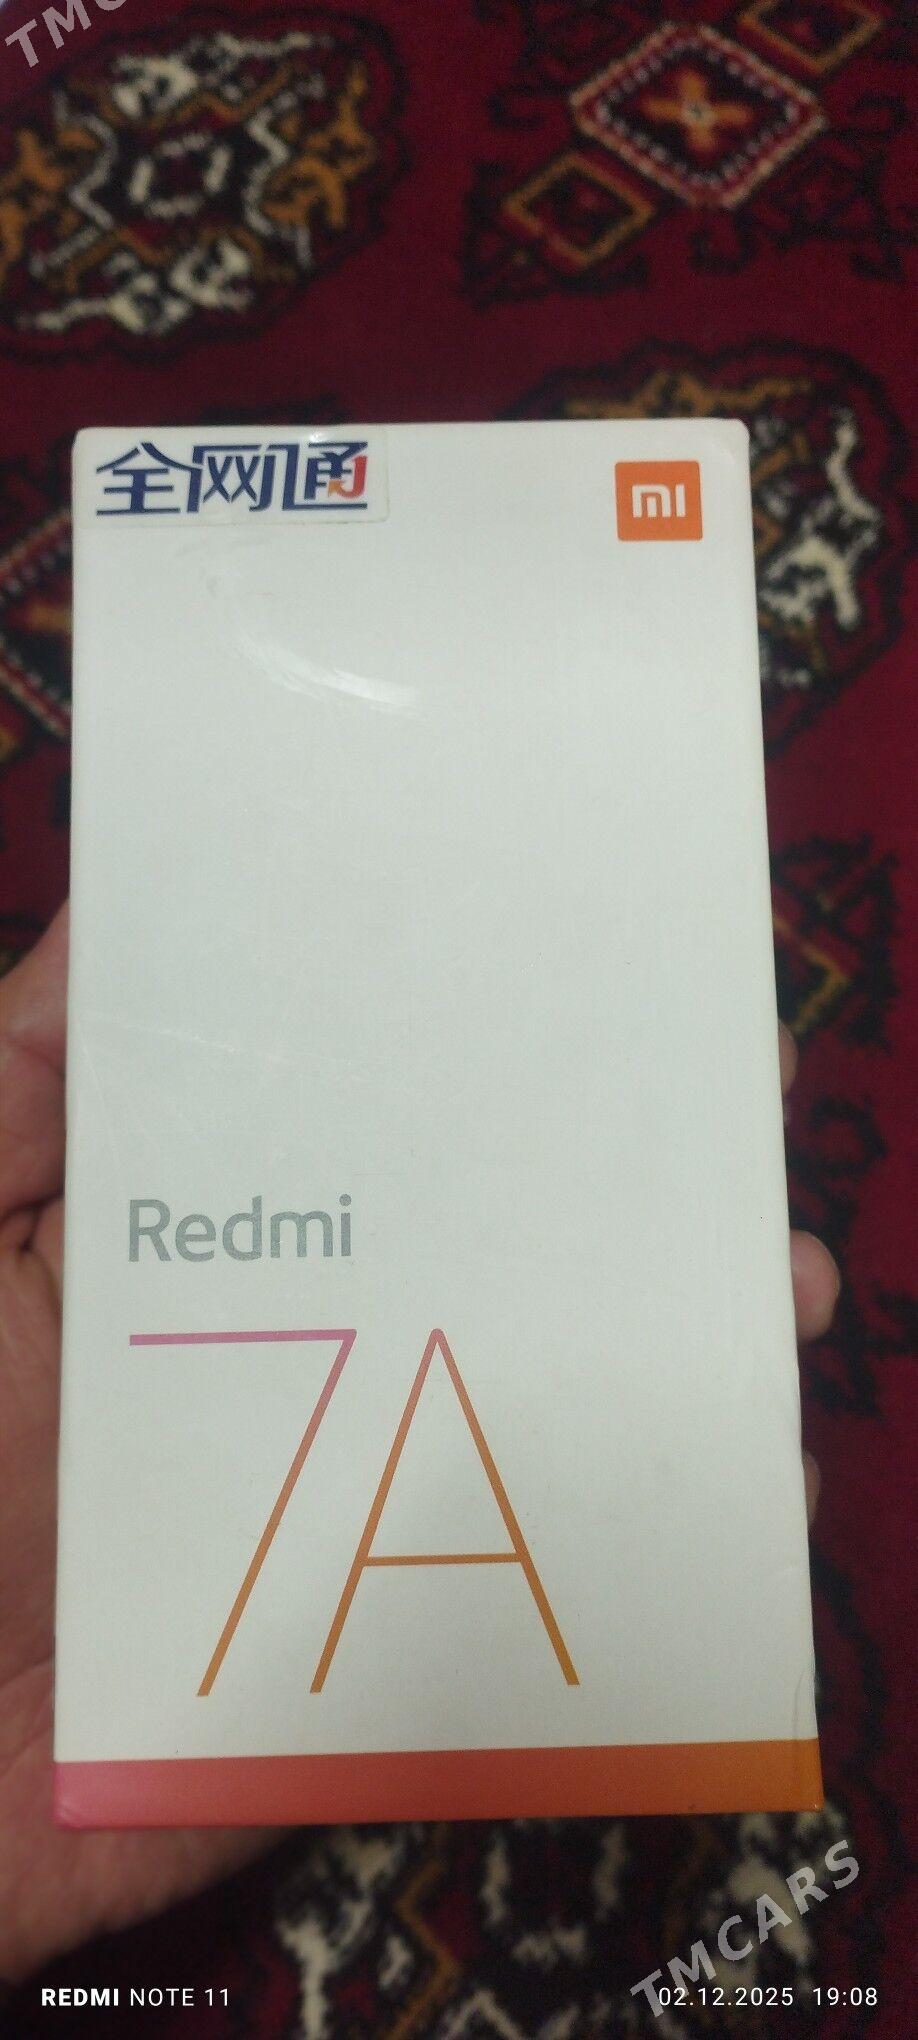 TMC
全网通
mi
Redmi
7A
TMCARS
REDMI NOTE 11
02.12.2025 19:08